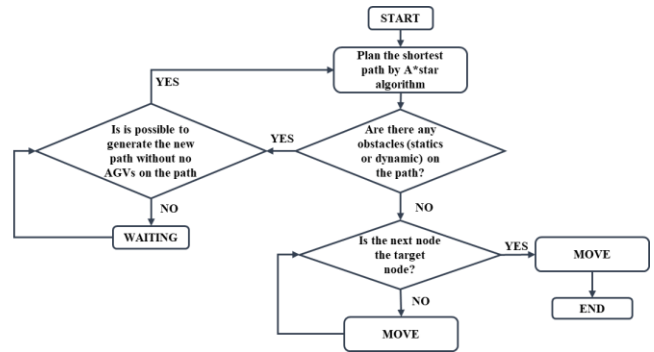 START
Plan the shortest
path by A*star
algorithm
YES
Is is possible to
generate the new
path without no
AGVs on the path
YES
Are there any
obstacles (statics
or dynamic) on
the path?
NO
WAITING
NO
Is the next node
the target
node?
YES
MOVE
NO
MOVE
END